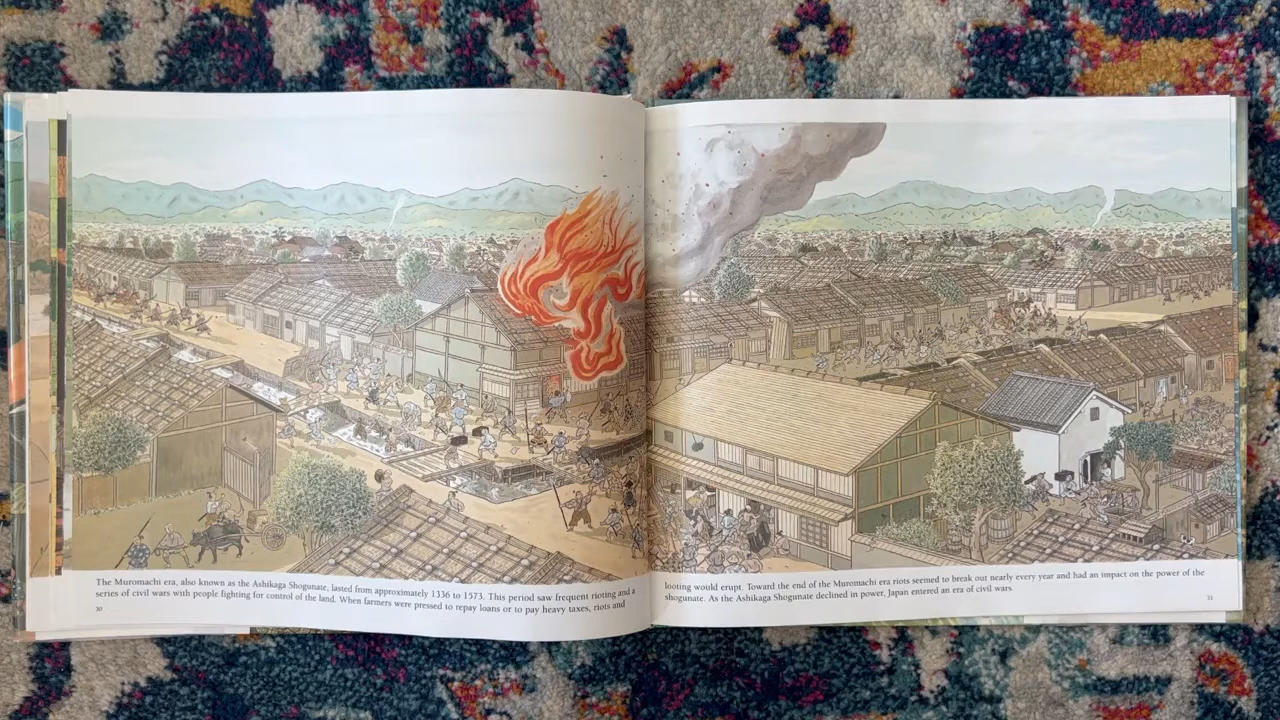 The Muromachi era, also known as the Ashikaga Shogunate, lasted from approximately 1336 to 1573. This period saw frequent rioting and a
series of civil wars with people fighting for control of the land. When farmers were pressed to repay loans or to pay heavy taxes, riots and
30
looting would erupt. Toward the end of the Muromachi era riots seemed to break out nearly every year and had an impact on the power of the
shogunate. As the Ashikaga Shogunate declined in power, Japan entered an era of civil wars.
31